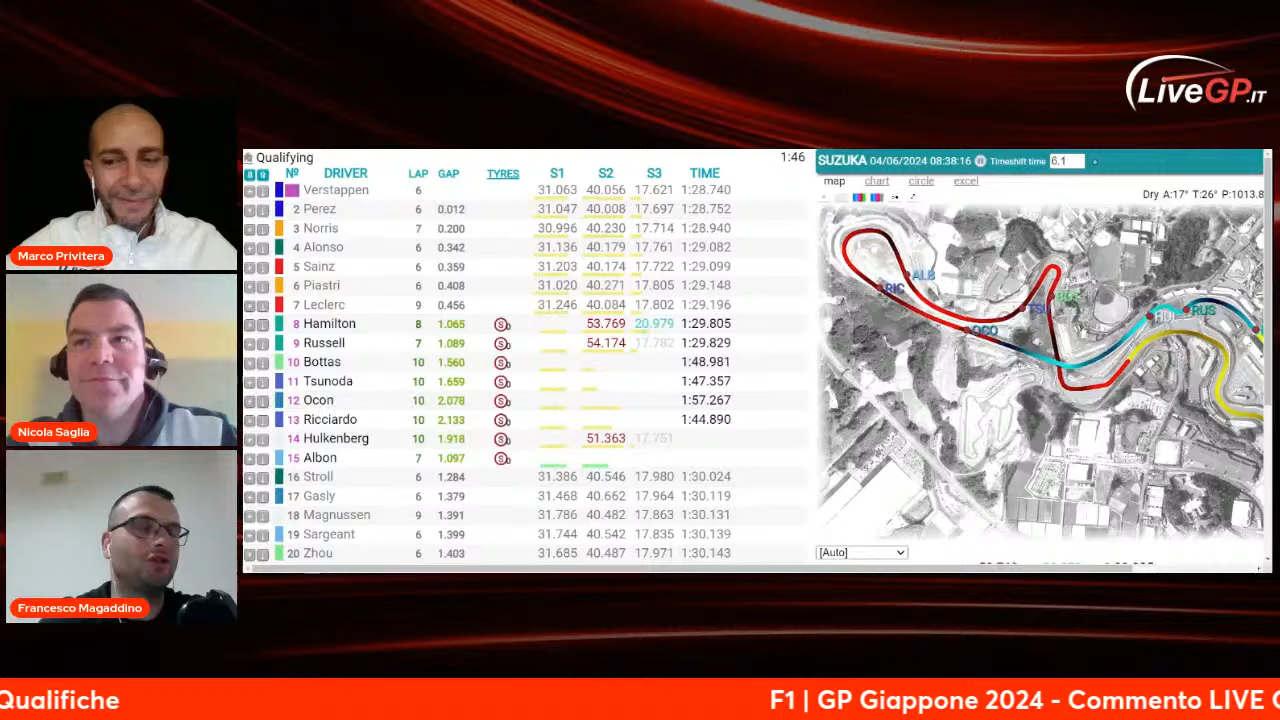 LiveGP.IT
Marco Privitera
Nicola Saglia
Francesco Magaddino
Qualifying 1:46
Nº DRIVER LAP GAP TYRES S1 S2 S3 TIME
Verstappen 6 31.063 40.056 17.621 1:28.740
2 Perez 6 0.012 31.047 40.008 17.697 1:28.752
3 Norris 7 0.200 30.996 40.230 17.714 1:28.940
4 Alonso 6 0.342 31.136 40.179 17.761 1:29.082
5 Sainz 6 0.359 31.203 40.174 17.722 1:29.099
6 Piastri 6 0.408 31.020 40.271 17.805 1:29.148
7 Leclerc 9 0.456 31.246 40.084 17.802 1:29.196
8 Hamilton 8 1.065 S 0 53.769 20.979 1:29.805
9 Russell 7 1.089 S 0 54.174 17.782 1:29.829
10 Bottas 10 1.560 S 0 1:48.981
11 Tsunoda 10 1.659 S 0 1:47.357
12 Ocon 10 2.078 S 0 1:57.267
13 Ricciardo 10 2.133 S 0 1:44.890
14 Hulkenberg 10 1.918 S 0 51.363 17.751
15 Albon 7 1.097 S 0
16 Stroll 6 1.284 31.386 40.546 17.980 1:30.024
17 Gasly 6 1.379 31.468 40.662 17.964 1:30.119
18 Magnussen 9 1.391 31.786 40.482 17.863 1:30.131
19 Sargeant 6 1.399 31.744 40.542 17.835 1:30.139
20 Zhou 6 1.403 31.685 40.487 17.971 1:30.143
SUZUKA 04/06/2024 08:38:16 Timeshift time 6.1
map chart circle excel
Dry A:17° T:26° P:1013.8
ALB
RIC
TSU
OCO
RUS
[Auto]
Qualifiche F1 | GP Giappone 2024 - Commento LIVE